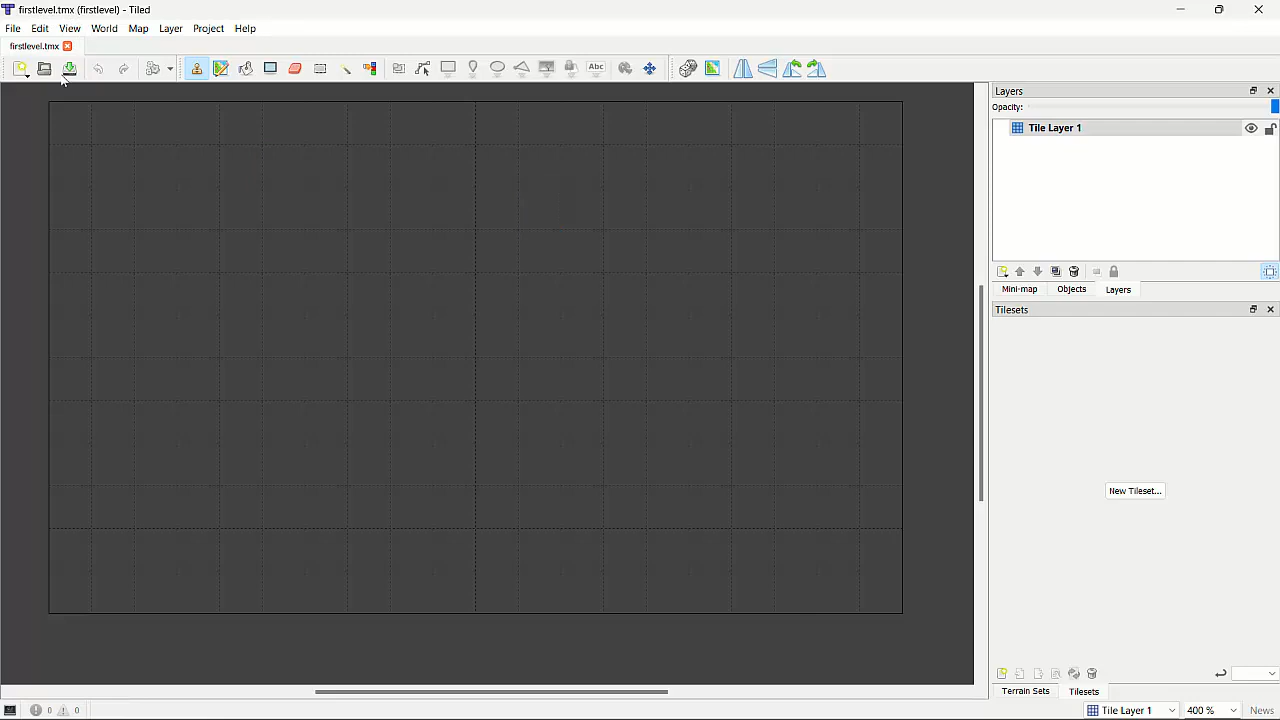 firstlevel.tmx (firstlevel) - Tiled
File Edit View World Map Layer Project Help
firstlevel.tmx
Abc
Layers
Opacity:
Tile Layer 1
Mini-map Objects Layers
Tilesets
New Tileset...
Terrain Sets Tilesets
0 0 Tile Layer 1 400 % News